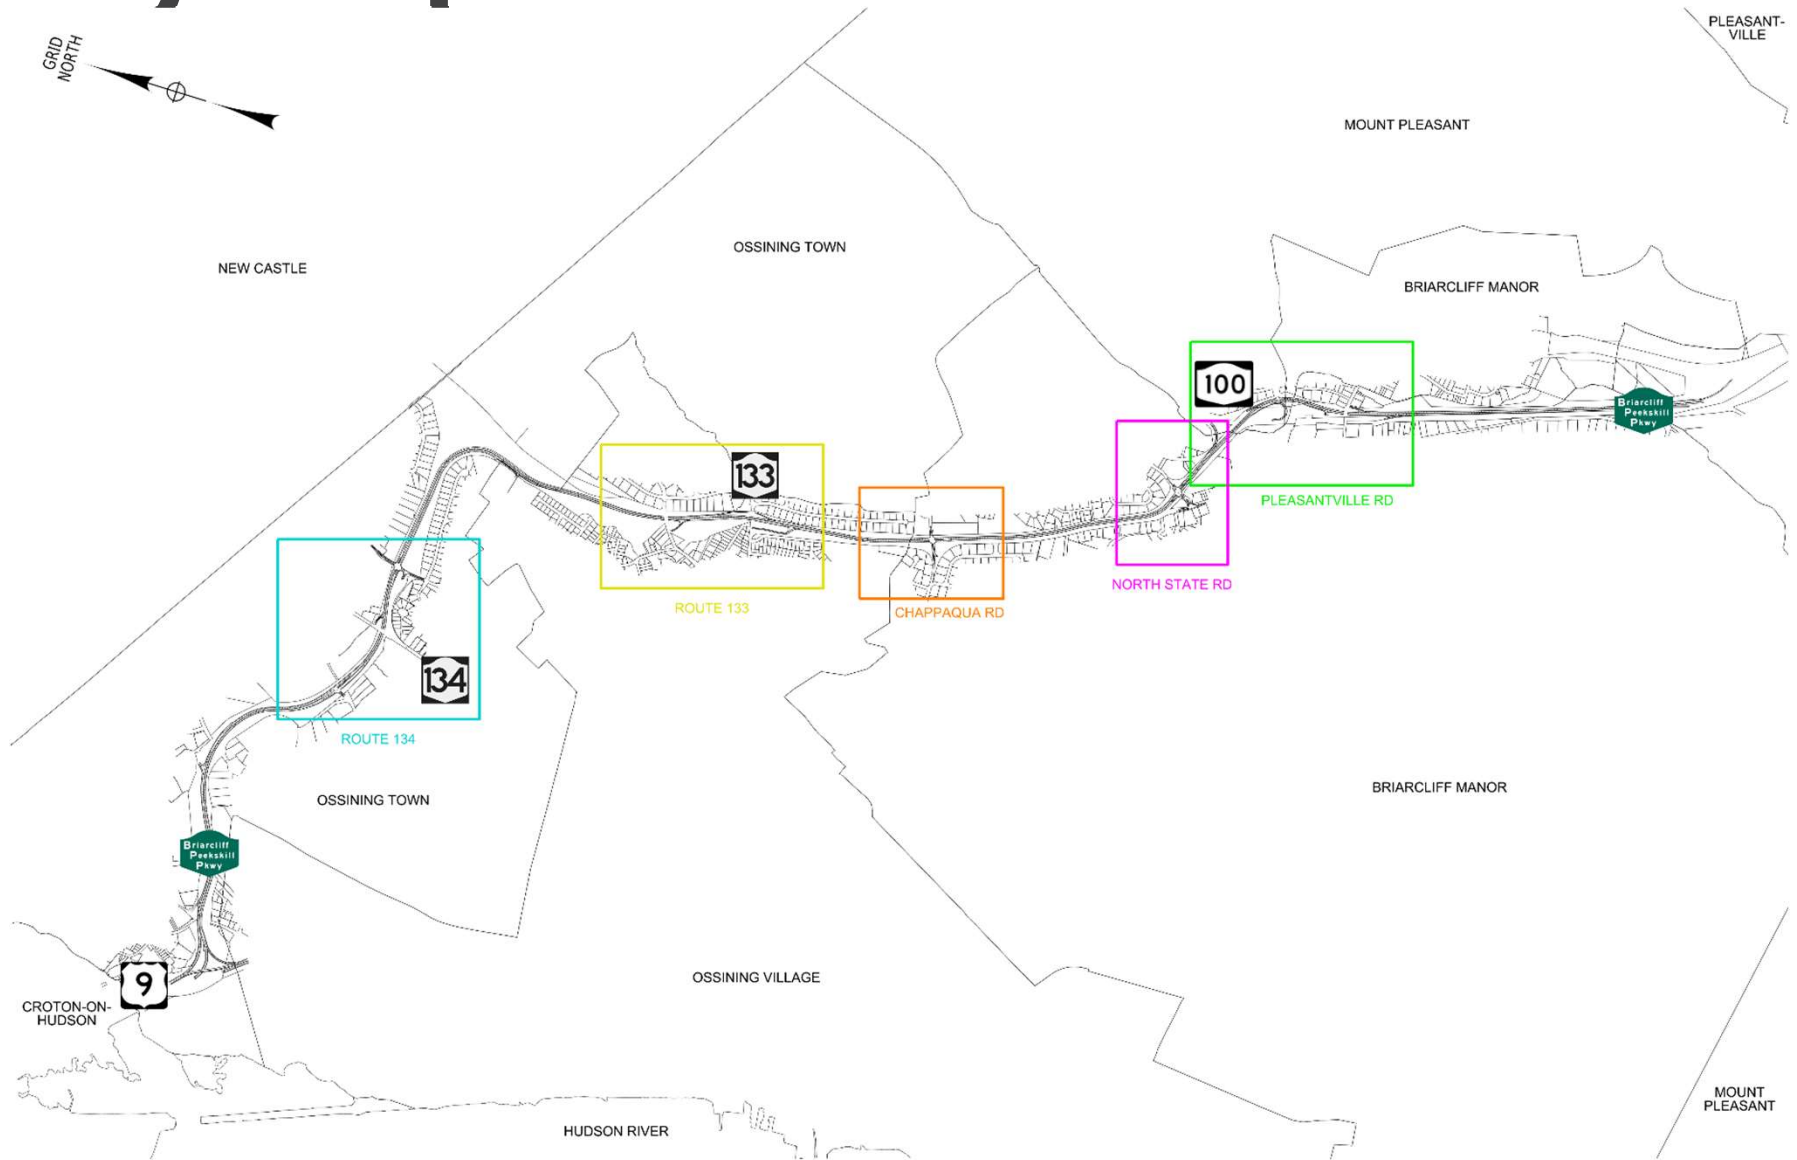 PLEASANT-
VILLE
GRID
NORTH
MOUNT PLEASANT
OSSINING TOWN
NEW CASTLE
BRIARCLIFF MANOR
100
Briarcliff
Peekskill
Pkwy
133
PLEASANTVILLE RD
NORTH STATE RD
ROUTE 133
CHAPPAQUA RD
134
ROUTE 134
BRIARCLIFF MANOR
OSSINING TOWN
Briarcliff
Peekskill
Pkwy
OSSINING VILLAGE
9
CROTON-ON-
HUDSON
MOUNT
PLEASANT
HUDSON RIVER